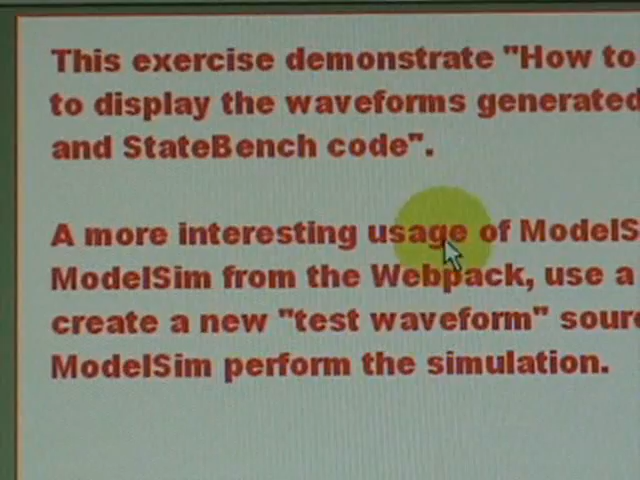 This exercise demonstrate "How to
to display the waveforms generated
and StateBench code".
A more interesting usage of ModelS
ModelSim from the Webpack, use a
create a new "test waveform" sour
ModelSim perform the simulation.